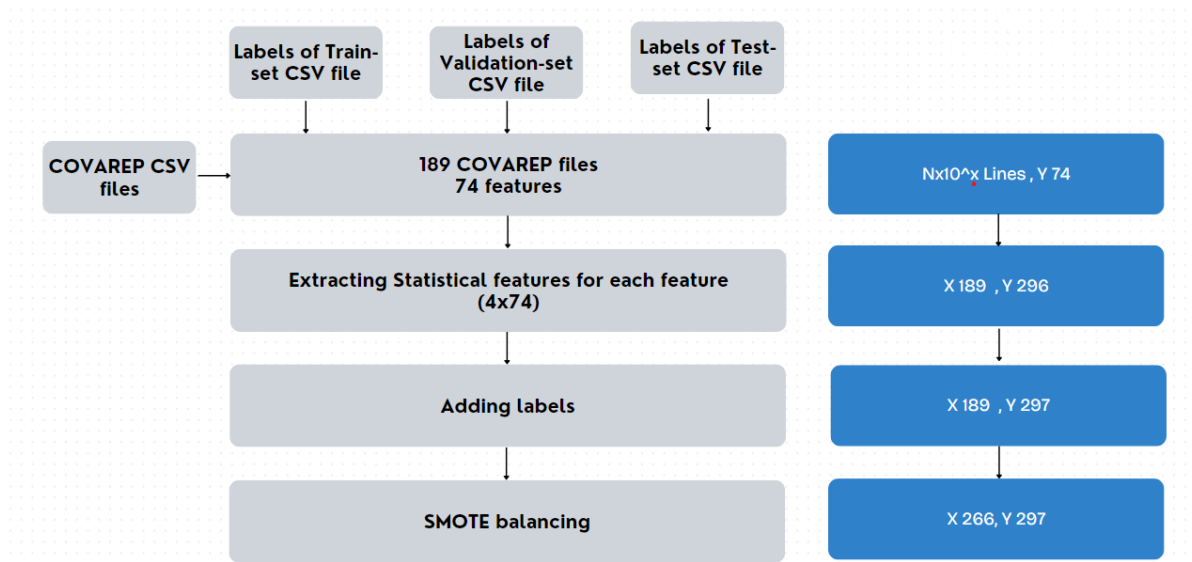 Labels of Train-
set CSV file
Labels of
Validation-set
CSV file
Labels of Test-
set CSV file
COVAREP CSV
files
189 COVAREP files
74 features
Nx10^x Lines , Y 74
Extracting Statistical features for each feature
(4x74)
X 189 , Y 296
Adding labels
X 189 , Y 297
SMOTE balancing
X 266, Y 297